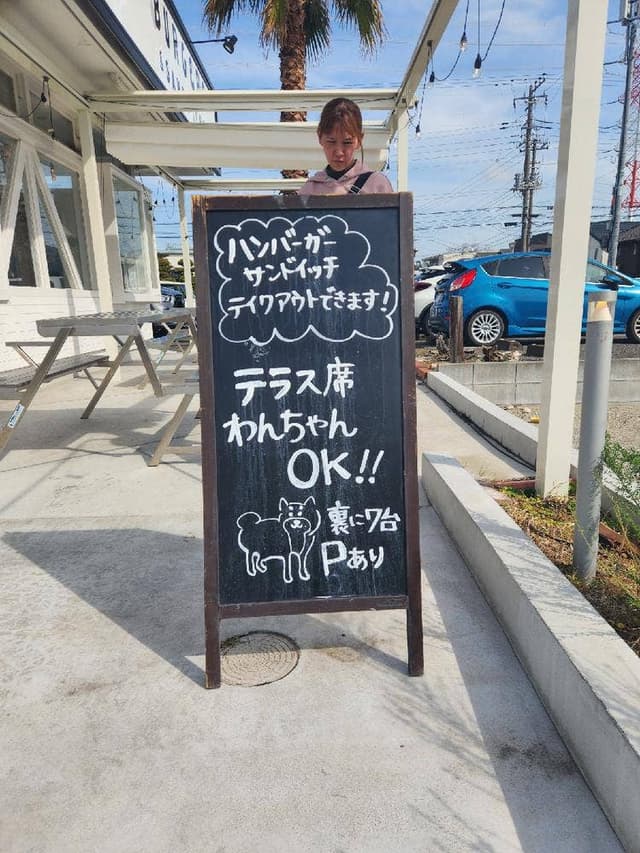 BURGER
ハンバーガー
サンドイッチ
テイクアウトできます!
テラス席
わんちゃん
OK!!
裏に7台
Pあり